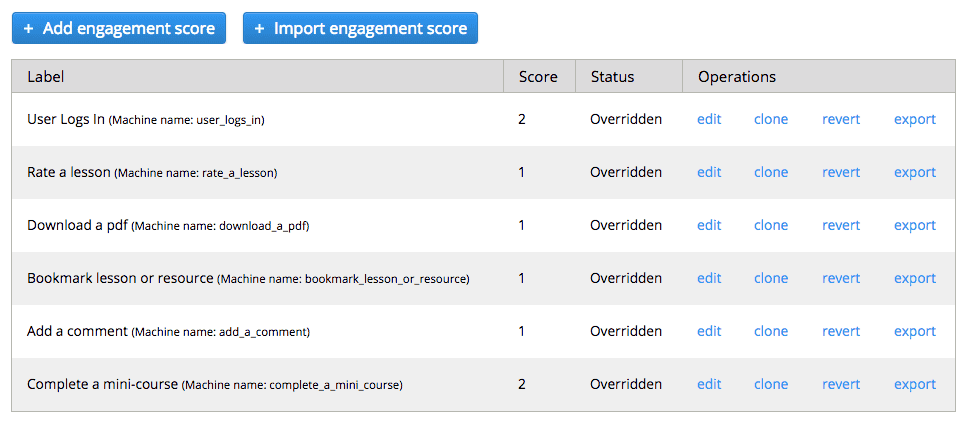 + Add engagement score + Import engagement score
Label Score Status Operations
User Logs In (Machine name: user_logs_in) 2 Overridden edit clone revert export
Rate a lesson (Machine name: rate_a_lesson) 1 Overridden edit clone revert export
Download a pdf (Machine name: download_a_pdf) 1 Overridden edit clone revert export
Bookmark lesson or resource (Machine name: bookmark_lesson_or_resource) 1 Overridden edit clone revert export
Add a comment (Machine name: add_a_comment) 1 Overridden edit clone revert export
Complete a mini-course (Machine name: complete_a_mini_course) 2 Overridden edit clone revert export